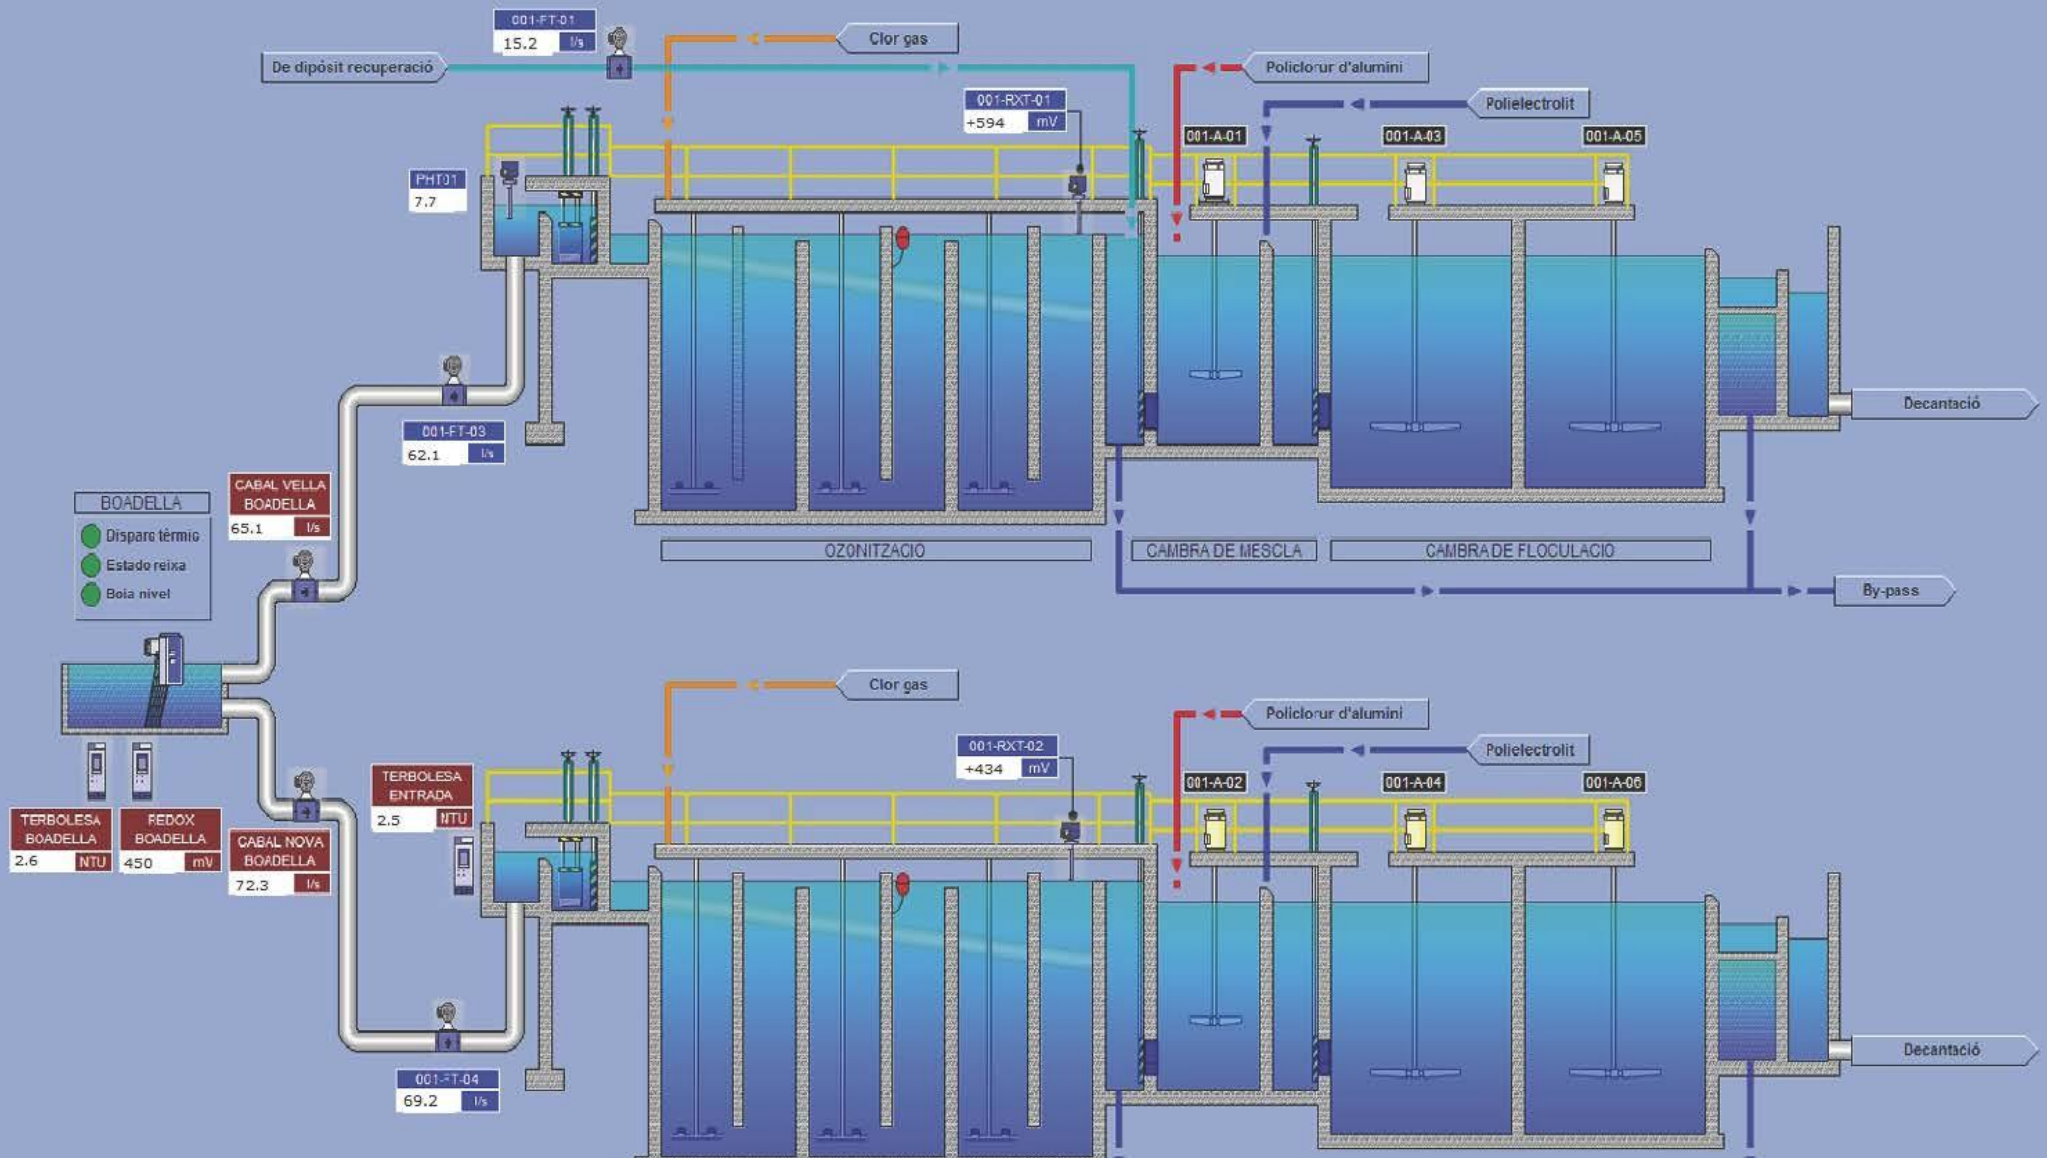 001-FT-01
15.2 l/s
Clor gas
De dipòsit recuperació
Policlorur d'alumini
001-RXT-01
+594 mV
Polielectrolit
001-A-01
001-A-03
001-A-05
PHT01
7.7
001-FT-03
62.1 l/s
Decantació
CABAL VELLA
BOADELLA
65.1 l/s
BOADELLA
Disparo tèrmic
Estado reixa
Boia nivel
OZONITZACIÓ
CAMBRA DE MESCLA
CAMBRA DE FLOCULACIÓ
By-pass
Clor gas
Policlorur d'alumini
001-RXT-02
+434 mV
Polielectrolit
TERBOLESA
ENTRADA
2.5 NTU
001-A-02
001-A-04
001-A-06
TERBOLESA
BOADELLA
2.6 NTU
REDOX
BOADELLA
450 mV
CABAL NOVA
BOADELLA
72.3 l/s
Decantació
001-FT-04
69.2 l/s